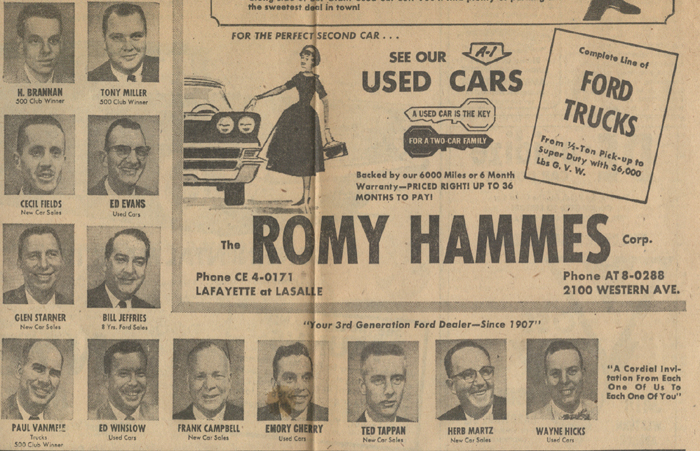 the sweetest deal in town!
H. BRANNAN
500 Club Winner
TONY MILLER
500 Club Winner
CECIL FIELDS
New Car Sales
ED EVANS
Used Cars
GLEN STARNER
New Car Sales
BILL JEFFRIES
8 Yrs. Ford Sales
FOR THE PERFECT SECOND CAR . . .
SEE OUR A-1
USED CARS
A USED CAR IS THE KEY
FOR A TWO-CAR FAMILY
Backed by our 6000 Miles or 6 Month
Warranty—PRICED RIGHT! UP TO 36
MONTHS TO PAY!
Complete Line of
FORD
TRUCKS
From ½-Ton Pick-up to
Super Duty with 36,000
Lbs G. V. W.
The ROMY HAMMES Corp.
Phone CE 4-0171
LAFAYETTE at LASALLE
Phone AT 8-0288
2100 WESTERN AVE.
"Your 3rd Generation Ford Dealer—Since 1907"
PAUL
Trucks
500 Club Winner
ED WINSLOW
Used Cars
FRANK CAMPBELL
New Car Sales
EMORY CHERRY
Used Cars
TED TAPPAN
New Car Sales
HERB MARTZ
New Car Sales
WAYNE HICKS
Used Cars
"A Cordial Invi-
tation From Each
One Of Us To
Each One Of You"